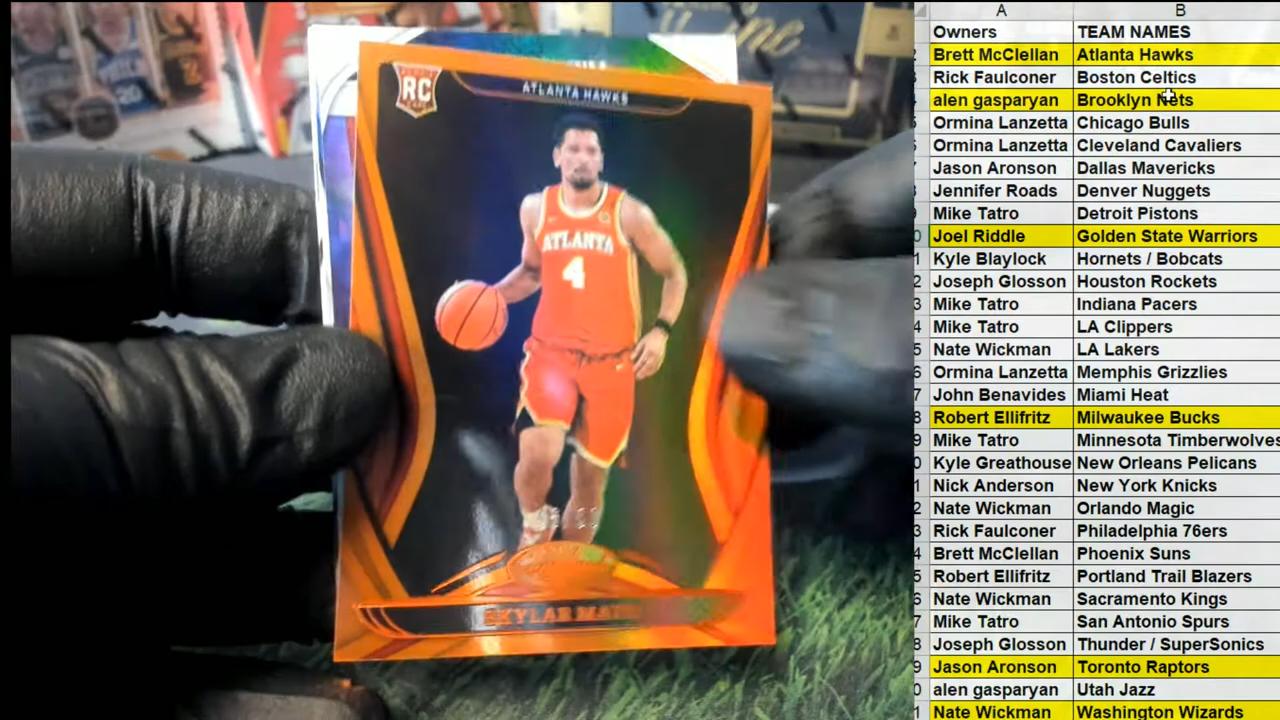 RC
ATLANTA HAWKS
ATLANTA
4
20
A B
Owners TEAM NAMES
Brett McClellan Atlanta Hawks
Rick Faulconer Boston Celtics
alen gasparyan Brooklyn Nets
Ormina Lanzetta Chicago Bulls
Ormina Lanzetta Cleveland Cavaliers
Jason Aronson Dallas Mavericks
Jennifer Roads Denver Nuggets
Mike Tatro Detroit Pistons
Joel Riddle Golden State Warriors
Kyle Blaylock Hornets / Bobcats
Joseph Glosson Houston Rockets
Mike Tatro Indiana Pacers
Mike Tatro LA Clippers
Nate Wickman LA Lakers
Ormina Lanzetta Memphis Grizzlies
John Benavides Miami Heat
Robert Ellifritz Milwaukee Bucks
Mike Tatro Minnesota Timberwolves
Kyle Greathouse New Orleans Pelicans
Nick Anderson New York Knicks
Nate Wickman Orlando Magic
Rick Faulconer Philadelphia 76ers
Brett McClellan Phoenix Suns
Robert Ellifritz Portland Trail Blazers
Nate Wickman Sacramento Kings
Mike Tatro San Antonio Spurs
Joseph Glosson Thunder / SuperSonics
Jason Aronson Toronto Raptors
alen gasparyan Utah Jazz
Nate Wickman Washington Wizards